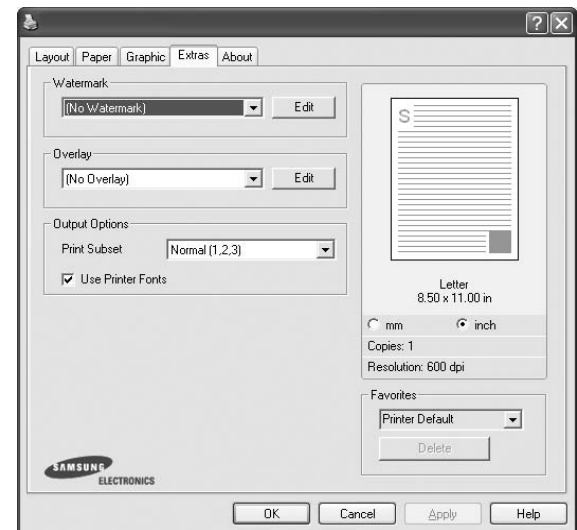 Layout Paper Graphic Extras About
Watermark
(No Watermark) Edit
Overlay
(No Overlay) Edit
Output Options
Print Subset Normal (1,2,3)
Use Printer Fonts
SAMSUNG
ELECTRONICS
S
Letter
8.50 x 11.00 in
mm inch
Copies: 1
Resolution: 600 dpi
Favorites
Printer Default
Delete
OK Cancel Apply Help